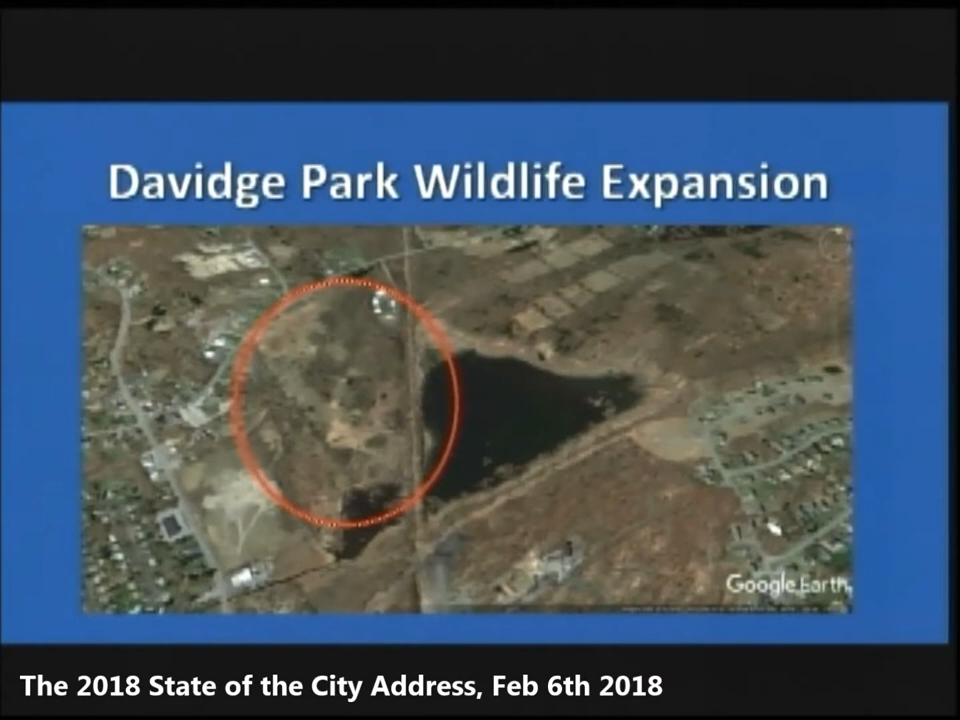 Davidge Park Wildlife Expansion
Google Earth
The 2018 State of the City Address, Feb 6th 2018